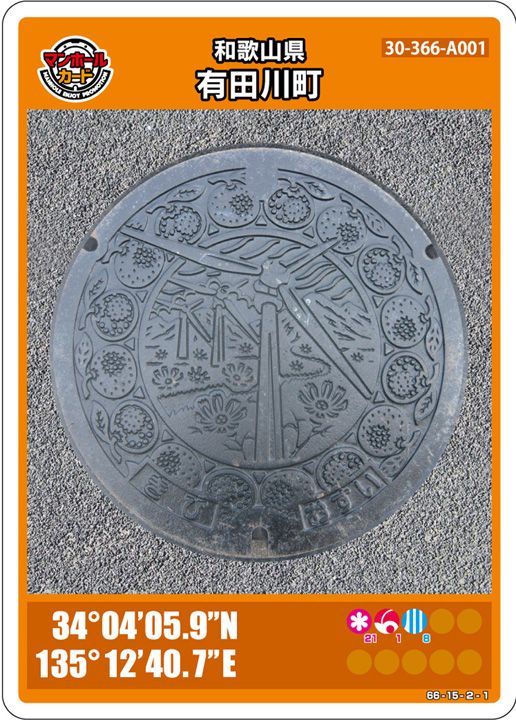 マンホール
カード
MANHOLE ENJOY PROMOTION
和歌山県
有田川町
30-366-A001
きび
おすい
34°04'05.9"N
135°12'40.7"E
21 1 8
66-15-2-1